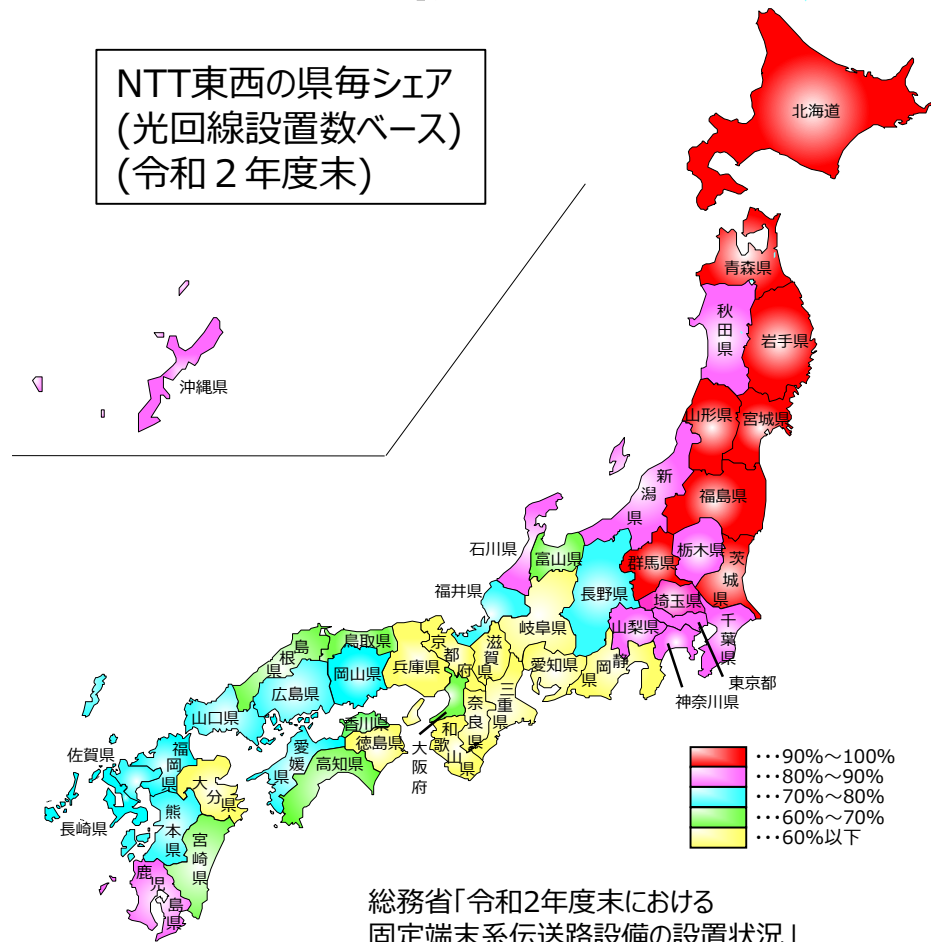 NTT東西の県毎シェア
(光回線設置数ベース)
(令和２年度末)
北海道
青森県
秋田県
岩手県
山形県
宮城県
福島県
新潟県
沖縄県
石川県
富山県
群馬県
栃木県
茨城県
福井県
長野県
埼玉県
千葉県
山梨県
東京都
神奈川県
岐阜県
静岡県
愛知県
滋賀県
京都府
三重県
奈良県
和歌山県
大阪府
兵庫県
鳥取県
島根県
岡山県
広島県
山口県
香川県
徳島県
愛媛県
高知県
佐賀県
福岡県
大分県
長崎県
熊本県
宮崎県
鹿児島県
…90%～100%
…80%～90%
…70%～80%
…60%～70%
…60%以下
総務省｢令和2年度末における
固定端末系伝送路設備の設置状況｣